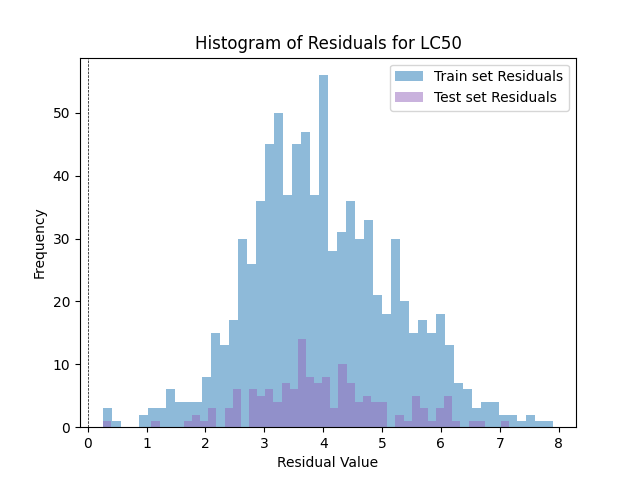 Histogram of Residuals for LC50
Train set Residuals
Test set Residuals
Frequency
50
40
30
20
10
0
0 1 2 3 4 5 6 7 8
Residual Value